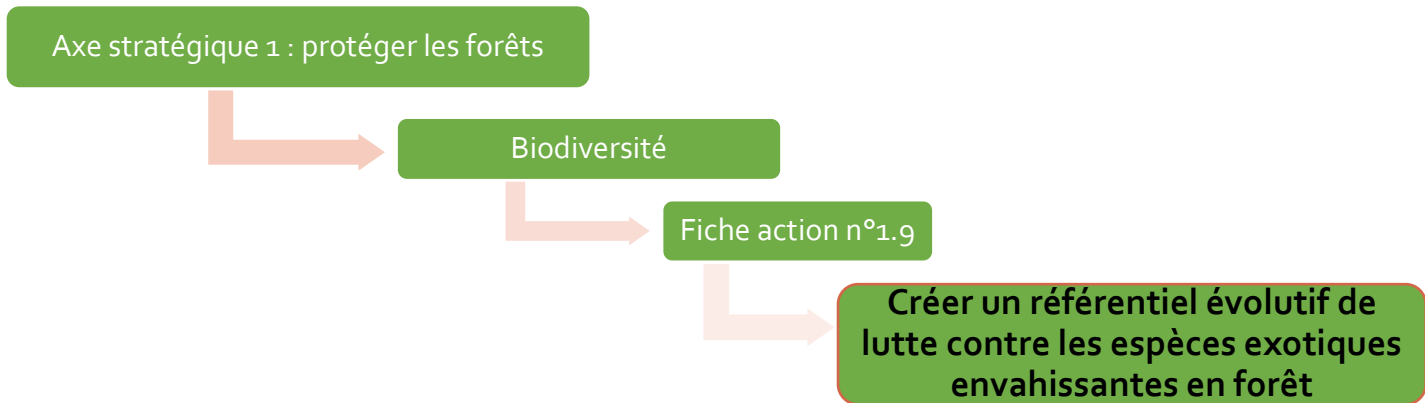 Axe stratégique 1 : protéger les forêts
Biodiversité
Fiche action n°1.9
Créer un référentiel évolutif de
lutte contre les espèces exotiques
envahissantes en forêt